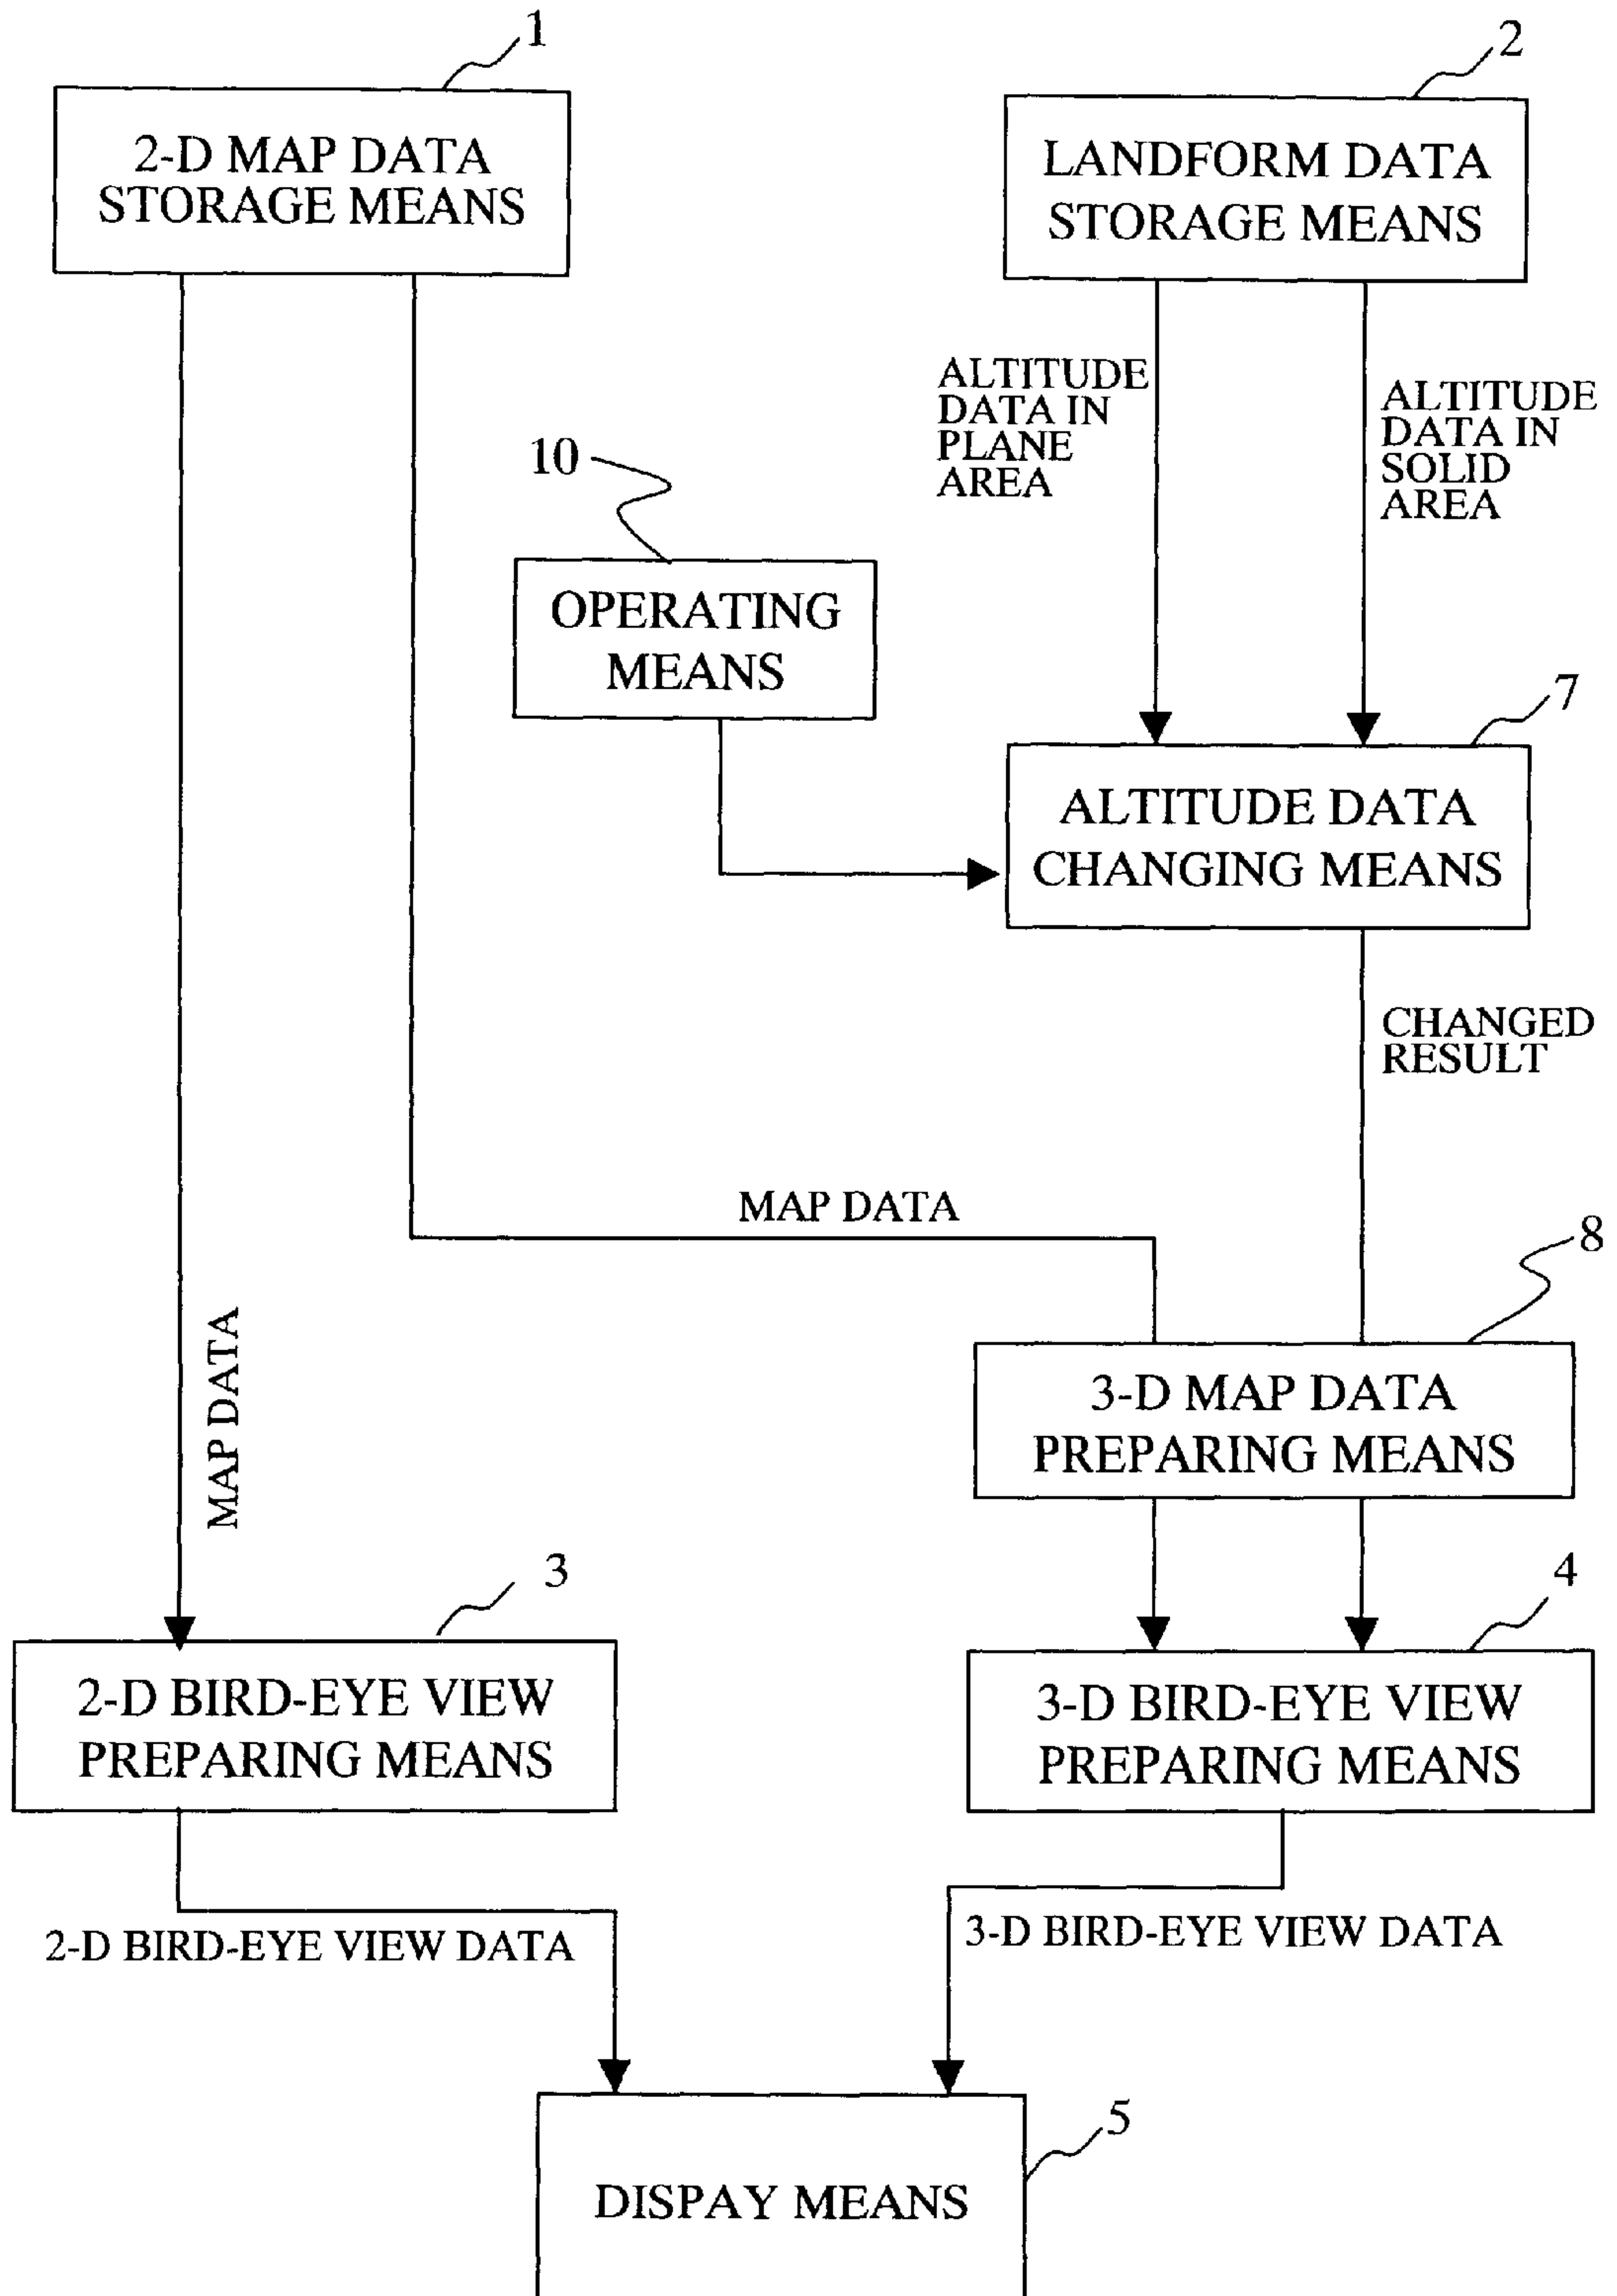 1
2-D MAP DATA
STORAGE MEANS
2
LANDFORM DATA
STORAGE MEANS
ALTITUDE
DATA IN
PLANE
AREA
ALTITUDE
DATA IN
SOLID
AREA
10
OPERATING
MEANS
7
ALTITUDE DATA
CHANGING MEANS
CHANGED
RESULT
MAP DATA
8
3-D MAP DATA
PREPARING MEANS
MAP DATA
3
2-D BIRD-EYE VIEW
PREPARING MEANS
4
3-D BIRD-EYE VIEW
PREPARING MEANS
2-D BIRD-EYE VIEW DATA
3-D BIRD-EYE VIEW DATA
5
DISPAY MEANS